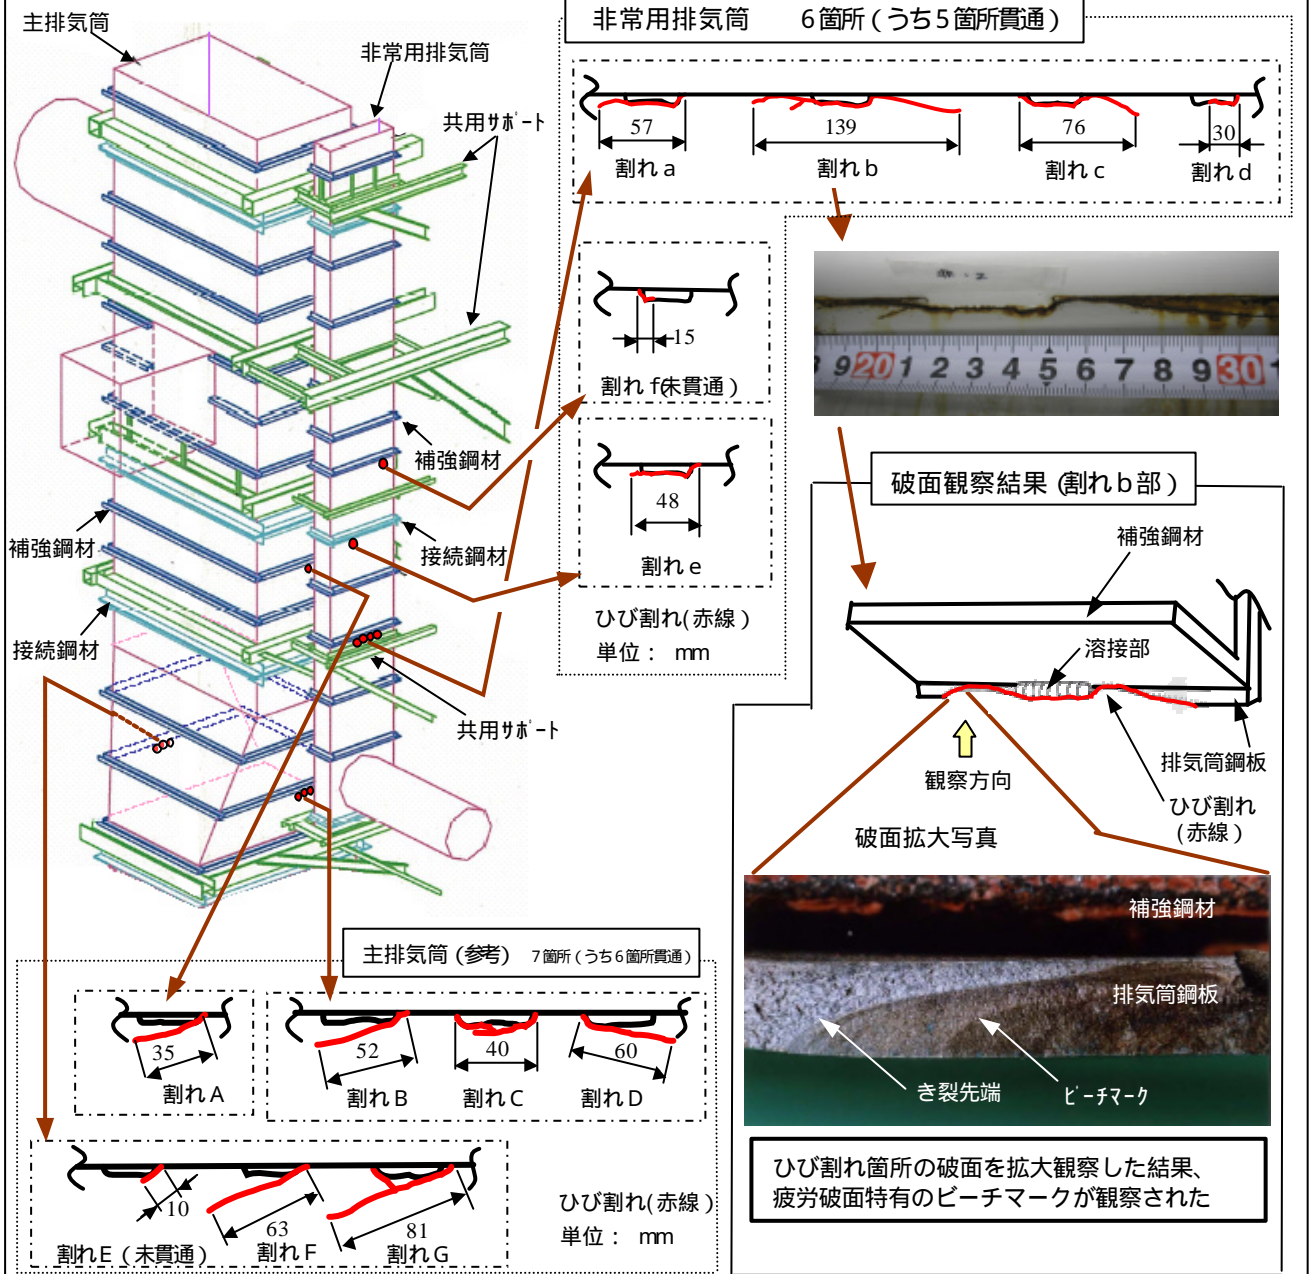 主排気筒
非常用排気筒
共用ｻﾎﾟｰﾄ
補強鋼材
接続鋼材
補強鋼材
接続鋼材
共用ｻﾎﾟｰﾄ
非常用排気筒　6箇所(うち5箇所貫通)
57
139
76
30
割れa
割れb
割れc
割れd
15
割れf(未貫通)
48
割れe
ひび割れ(赤線)
単位： mm
9 20 1 2 3 4 5 6 7 8 9 30
破面観察結果(割れb部)
補強鋼材
溶接部
排気筒鋼板
観察方向
ひび割れ
(赤線)
破面拡大写真
補強鋼材
排気筒鋼板
き裂先端
ﾋﾞｰﾁﾏｰｸ
ひび割れ箇所の破面を拡大観察した結果、
疲労破面特有のビーチマークが観察された
主排気筒(参考)　7箇所(うち6箇所貫通)
35
割れA
52
40
60
割れB
割れC
割れD
10
63
81
割れE(未貫通)
割れF
割れG
ひび割れ(赤線)
単位： mm